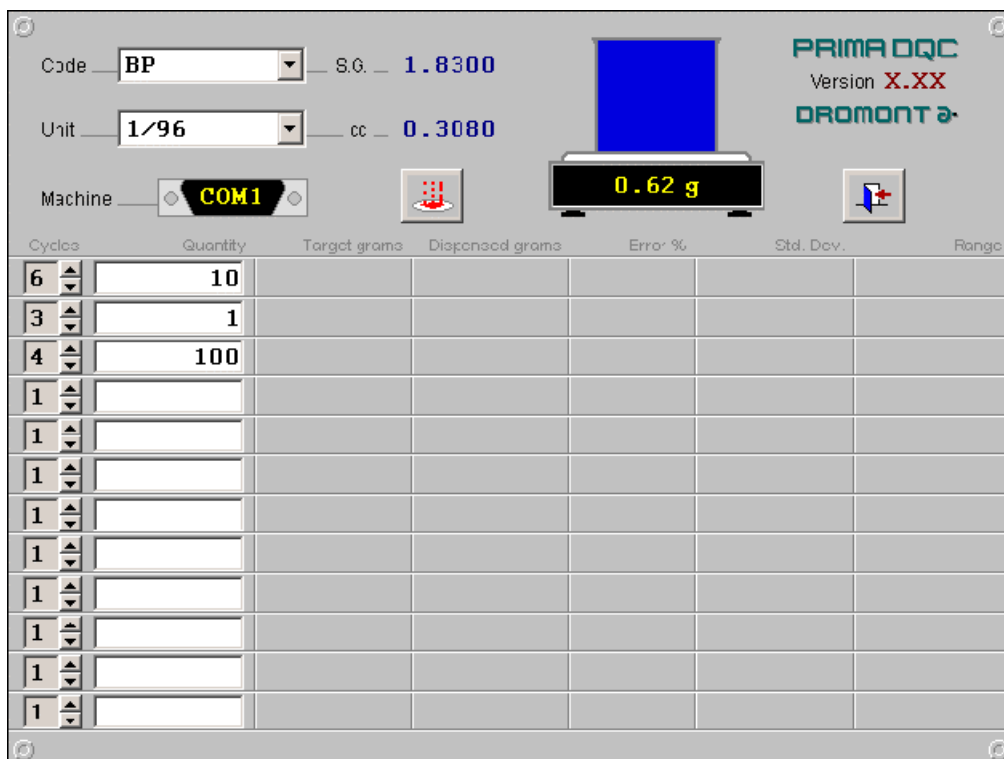 PRIMA DQC
Code BP S.G. 1.8300
Version X.XX
DROMONT
Unit 1/96 cc 0.3080
Machine COM1 0.62 g
Cycles Quantity Target grams Dispensed grams Error % Std. Dev. Range
6 10
3 1
4 100
1
1
1
1
1
1
1
1
1